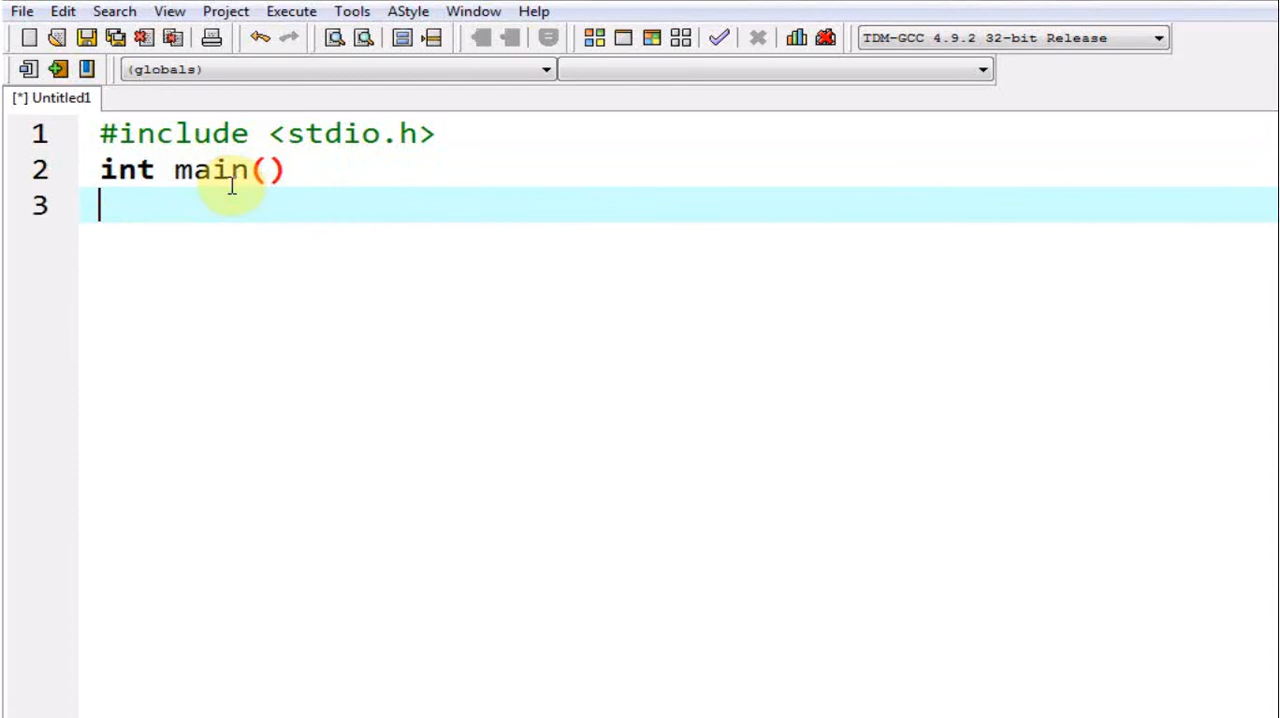 File Edit Search View Project Execute Tools AStyle Window Help
TDM-GCC 4.9.2 32-bit Release
(globals)
[*] Untitled1
1 #include <stdio.h>
2 int main()
3